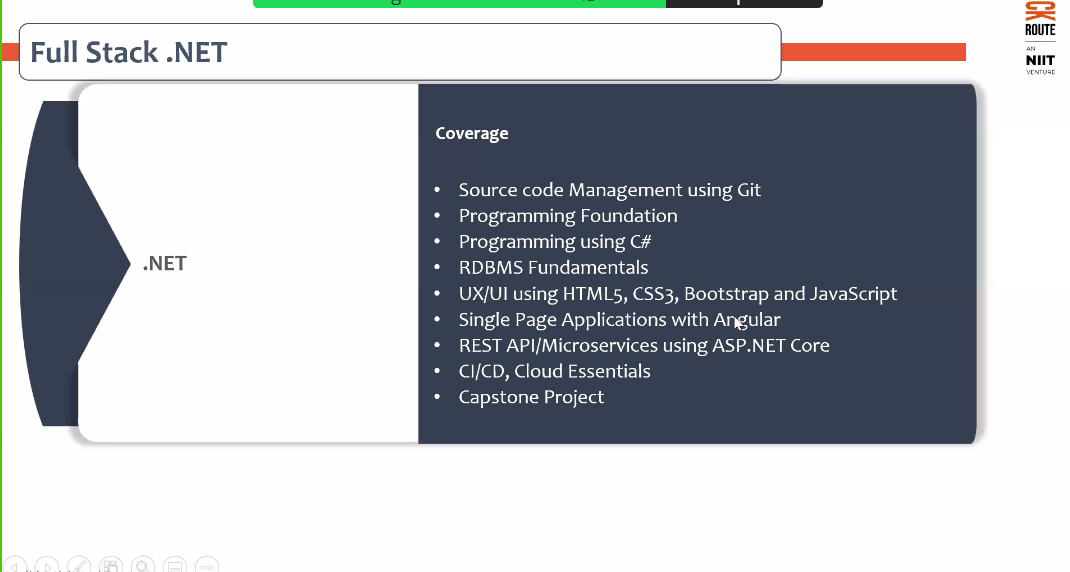 Full Stack .NET
CK
ROUTE
AN
NIIT
VENTURE
.NET
Coverage
• Source code Management using Git
• Programming Foundation
• Programming using C#
• RDBMS Fundamentals
• UX/UI using HTML5, CSS3, Bootstrap and JavaScript
• Single Page Applications with Angular
• REST API/Microservices using ASP.NET Core
• CI/CD, Cloud Essentials
• Capstone Project